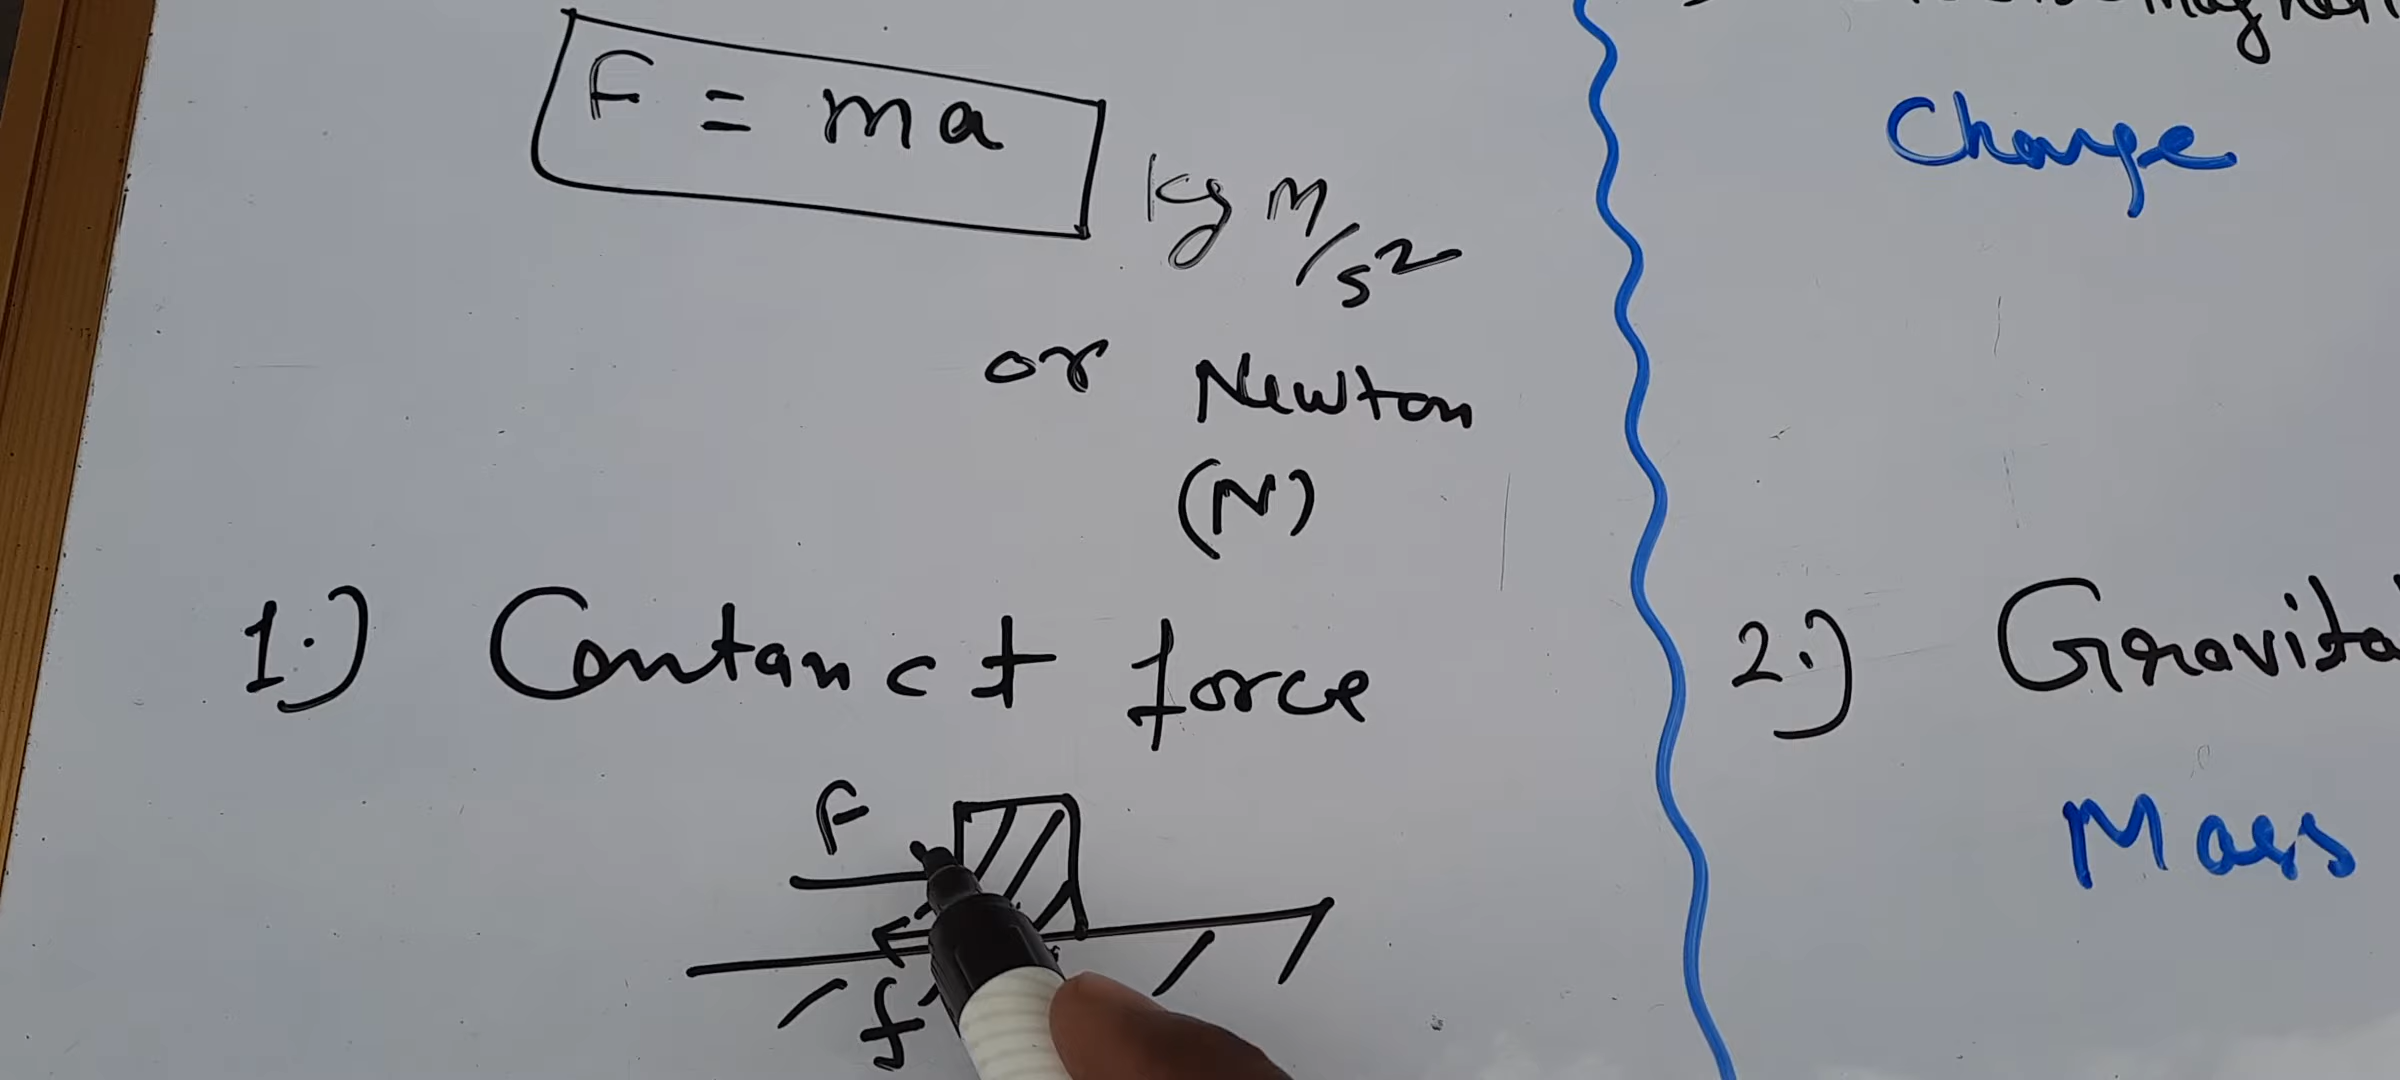 F = ma
kg m/s²
or Newton
(N)
1.) Contanct force
F
f
Charge
2.) Gravita
Mass